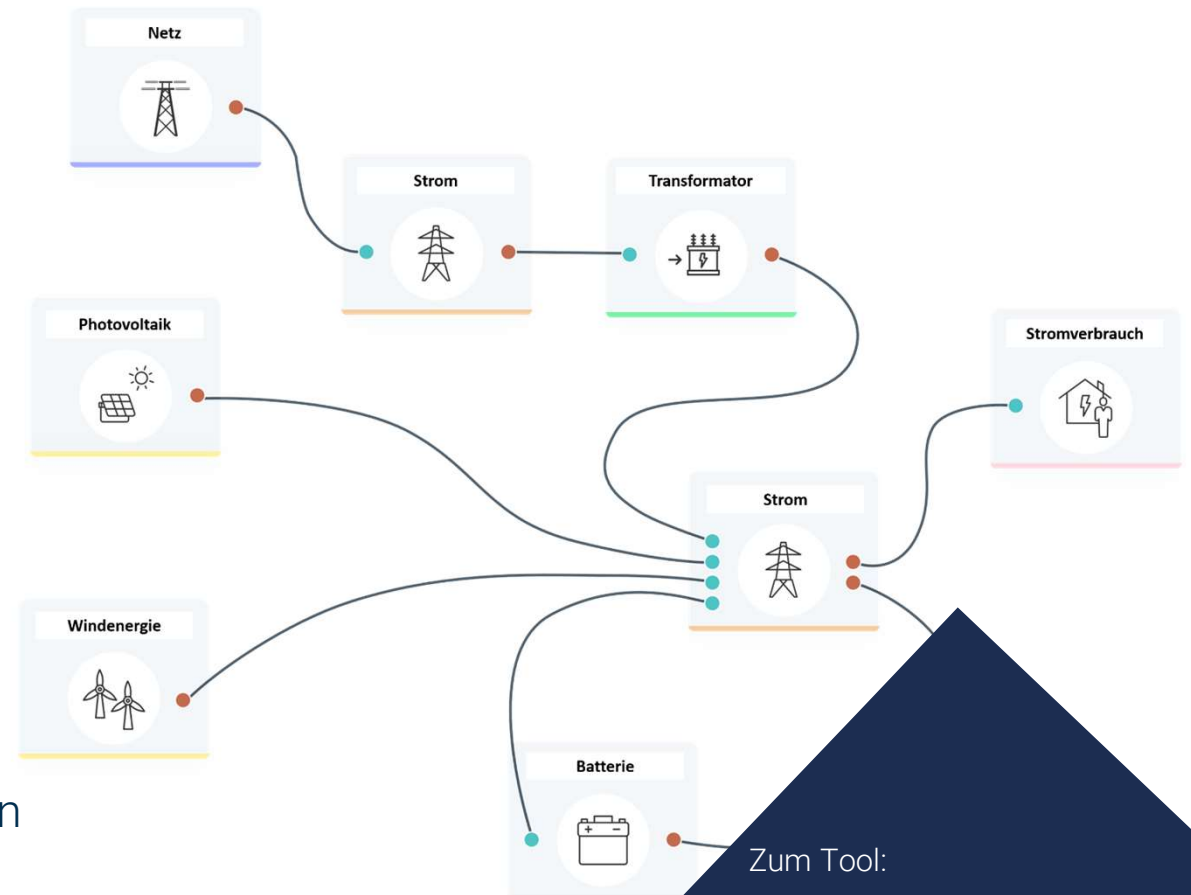 Netz
Strom
Transformator
Photovoltaik
Stromverbrauch
Strom
Windenergie
Batterie
n
Zum Tool: